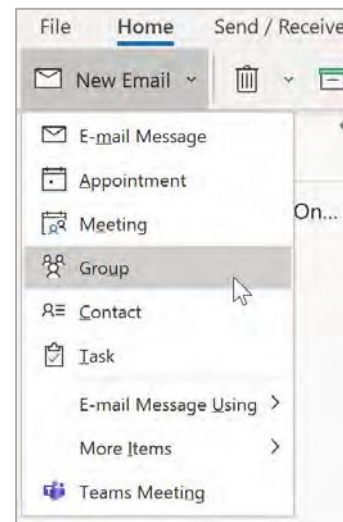 File Home Send / Receive
New Email
E-mail Message
Appointment
Meeting
On...
Group
Contact
Task
E-mail Message Using
More Items
Teams Meeting